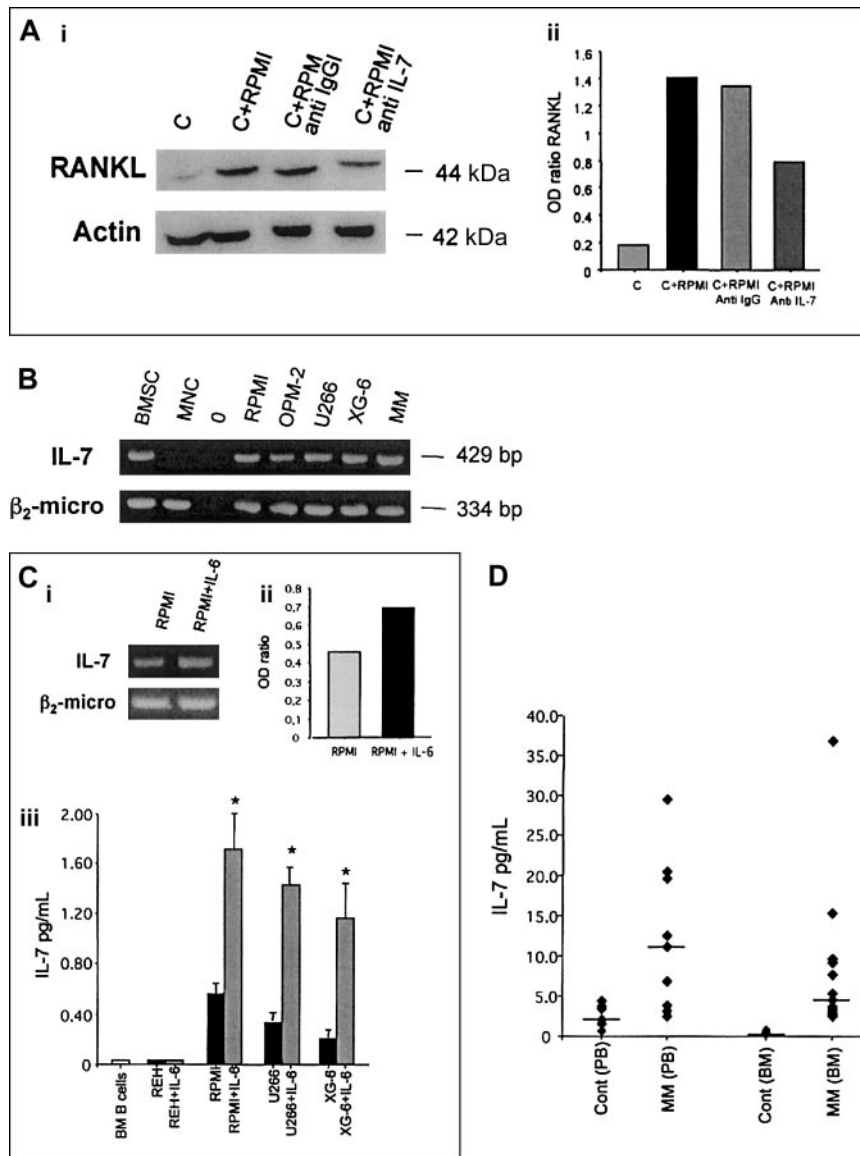 A
i
C
C+RPMI
C+RPM
anti IgGI
C+RPMI
anti IL-7
RANKL
— 44 kDa
Actin
— 42 kDa
ii
OD ratio RANKL
1.6
1.4
1.2
1
0.8
0.6
0.4
0.2
0
C
C+RPMI
C+RPMI
Anti IgG
C+RPMI
Anti IL-7
B
BMSC
MNC
0
RPMI
OPM-2
U266
XG-6
MM
IL-7
— 429 bp
β2-micro
— 334 bp
C
i
RPMI
RPMI+IL-6
IL-7
β2-micro
ii
OD ratio
0,8
0,7
0,6
0,5
0,4
0,3
0,2
0,1
0
RPMI
RPMI + IL-6
iii
IL-7 pg/mL
2.00
1.60
1.20
0.80
0.40
0
*
*
*
BM B cells
REH
REH+IL-6
RPMI
RPMI+IL-6
U266
U266+IL-6
XG-6
XG-6+IL-6
D
IL-7 pg/mL
40.0
35.0
30.0
25.0
20.0
15.0
10.0
5.0
0
Cont (PB)
MM (PB)
Cont (BM)
MM (BM)